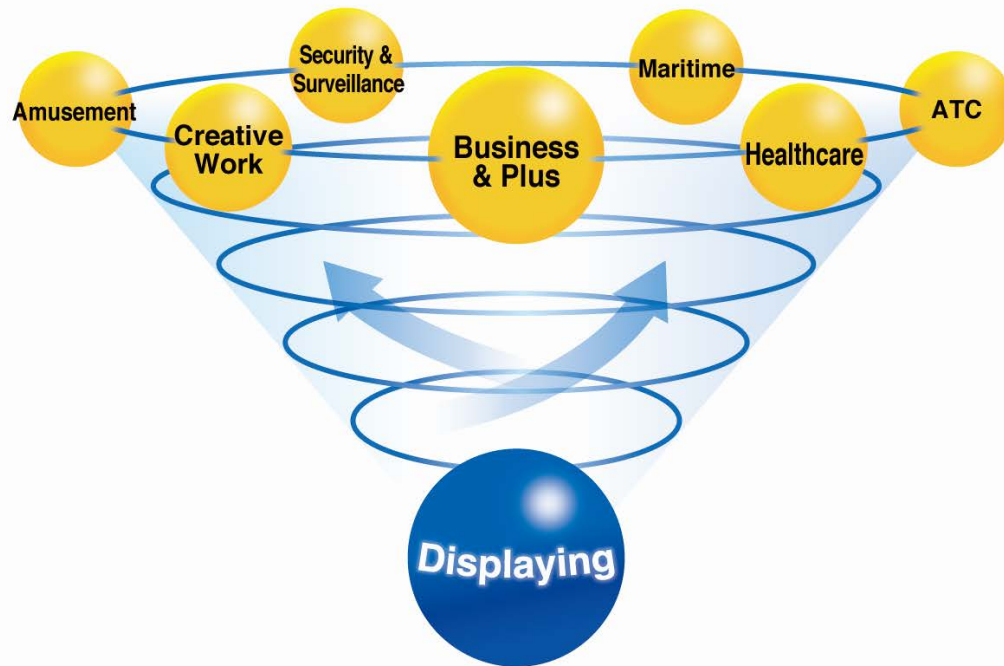 Security &
Surveillance
Maritime
Amusement
ATC
Creative
Work
Business
& Plus
Healthcare
Displaying